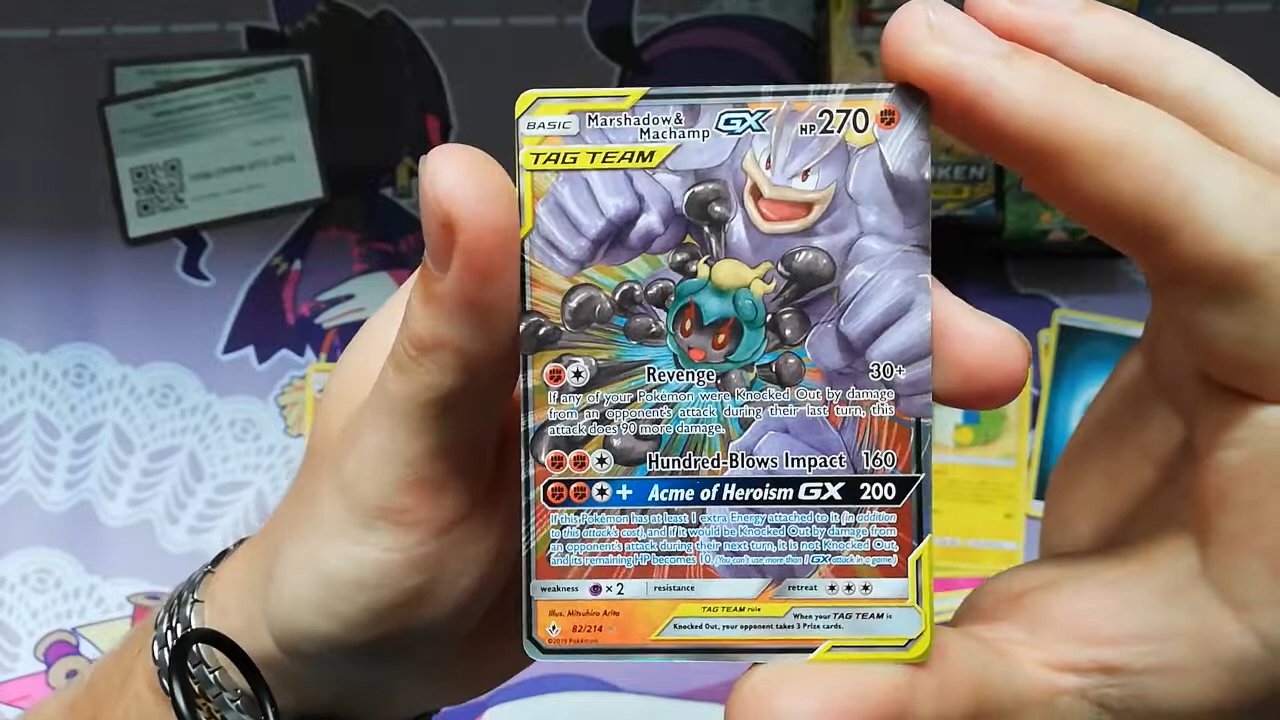 BASIC
Marshadow&
Machamp
GX
HP 270
TAG TEAM
KEN
Revenge 30+
If any of your Pokémon were Knocked Out by damage
from an opponent's attack during their last turn, this
attack does 90 more damage.
Hundred-Blows Impact 160
+ Acme of Heroism GX 200
If this Pokémon has at least 1 extra Energy attached to it (in addition
to this attack's cost), and if it would be Knocked Out by damage from
an opponent's attack during their next turn, it is not Knocked Out,
and its remaining HP becomes 10. (You can't use more than 1 GX attack in a game.)
weakness × 2 resistance retreat
Illus. Mitsuhiro Arita
82/214
©2019 Pokémon
TAG TEAM rule
When your TAG TEAM is
Knocked Out, your opponent takes 3 Prize cards.